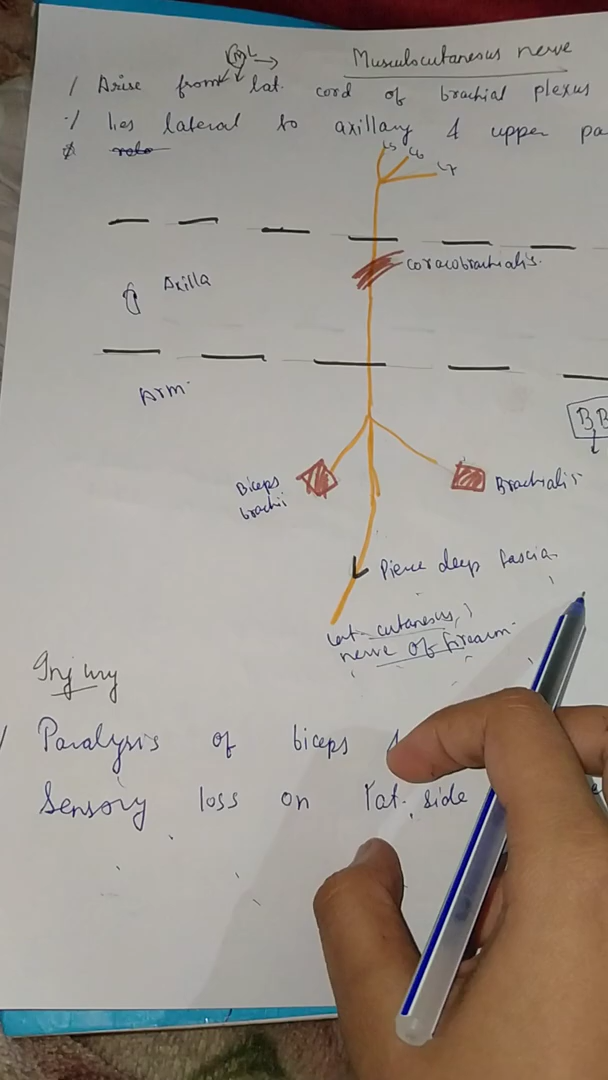 Musculocutaneous nerve
/ Arise from lat. cord of brachial plexus
/ lies lateral to axillary & upper pa
C5 C6 C7
Coracobrachialis.
Axilla
Arm
BB
Biceps
brachii
Brachialis
Pierce deep fascia
Lat. cutaneous
nerve of forearm
Injury
/ Paralysis of biceps
Sensory loss on Lat. side